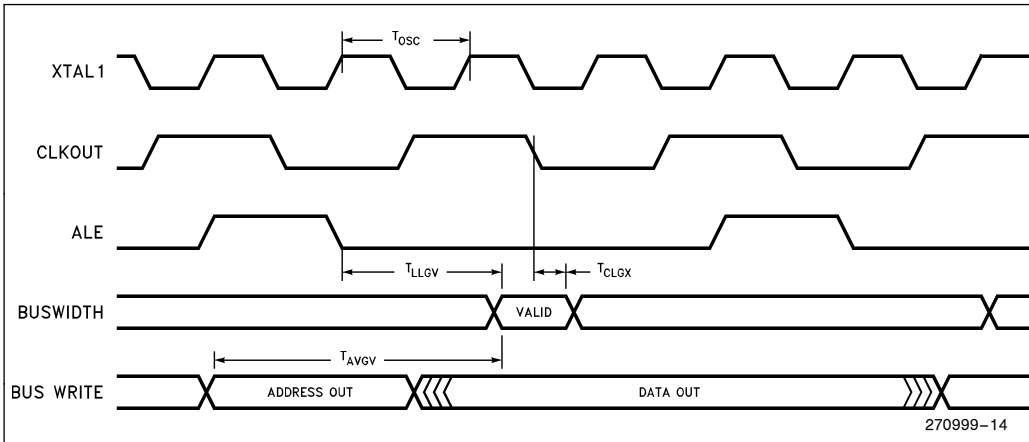 TOSC
XTAL1
CLKOUT
ALE
TLLGV TCLGX
BUSWIDTH VALID
TAVGV
BUS WRITE ADDRESS OUT DATA OUT
270999-14